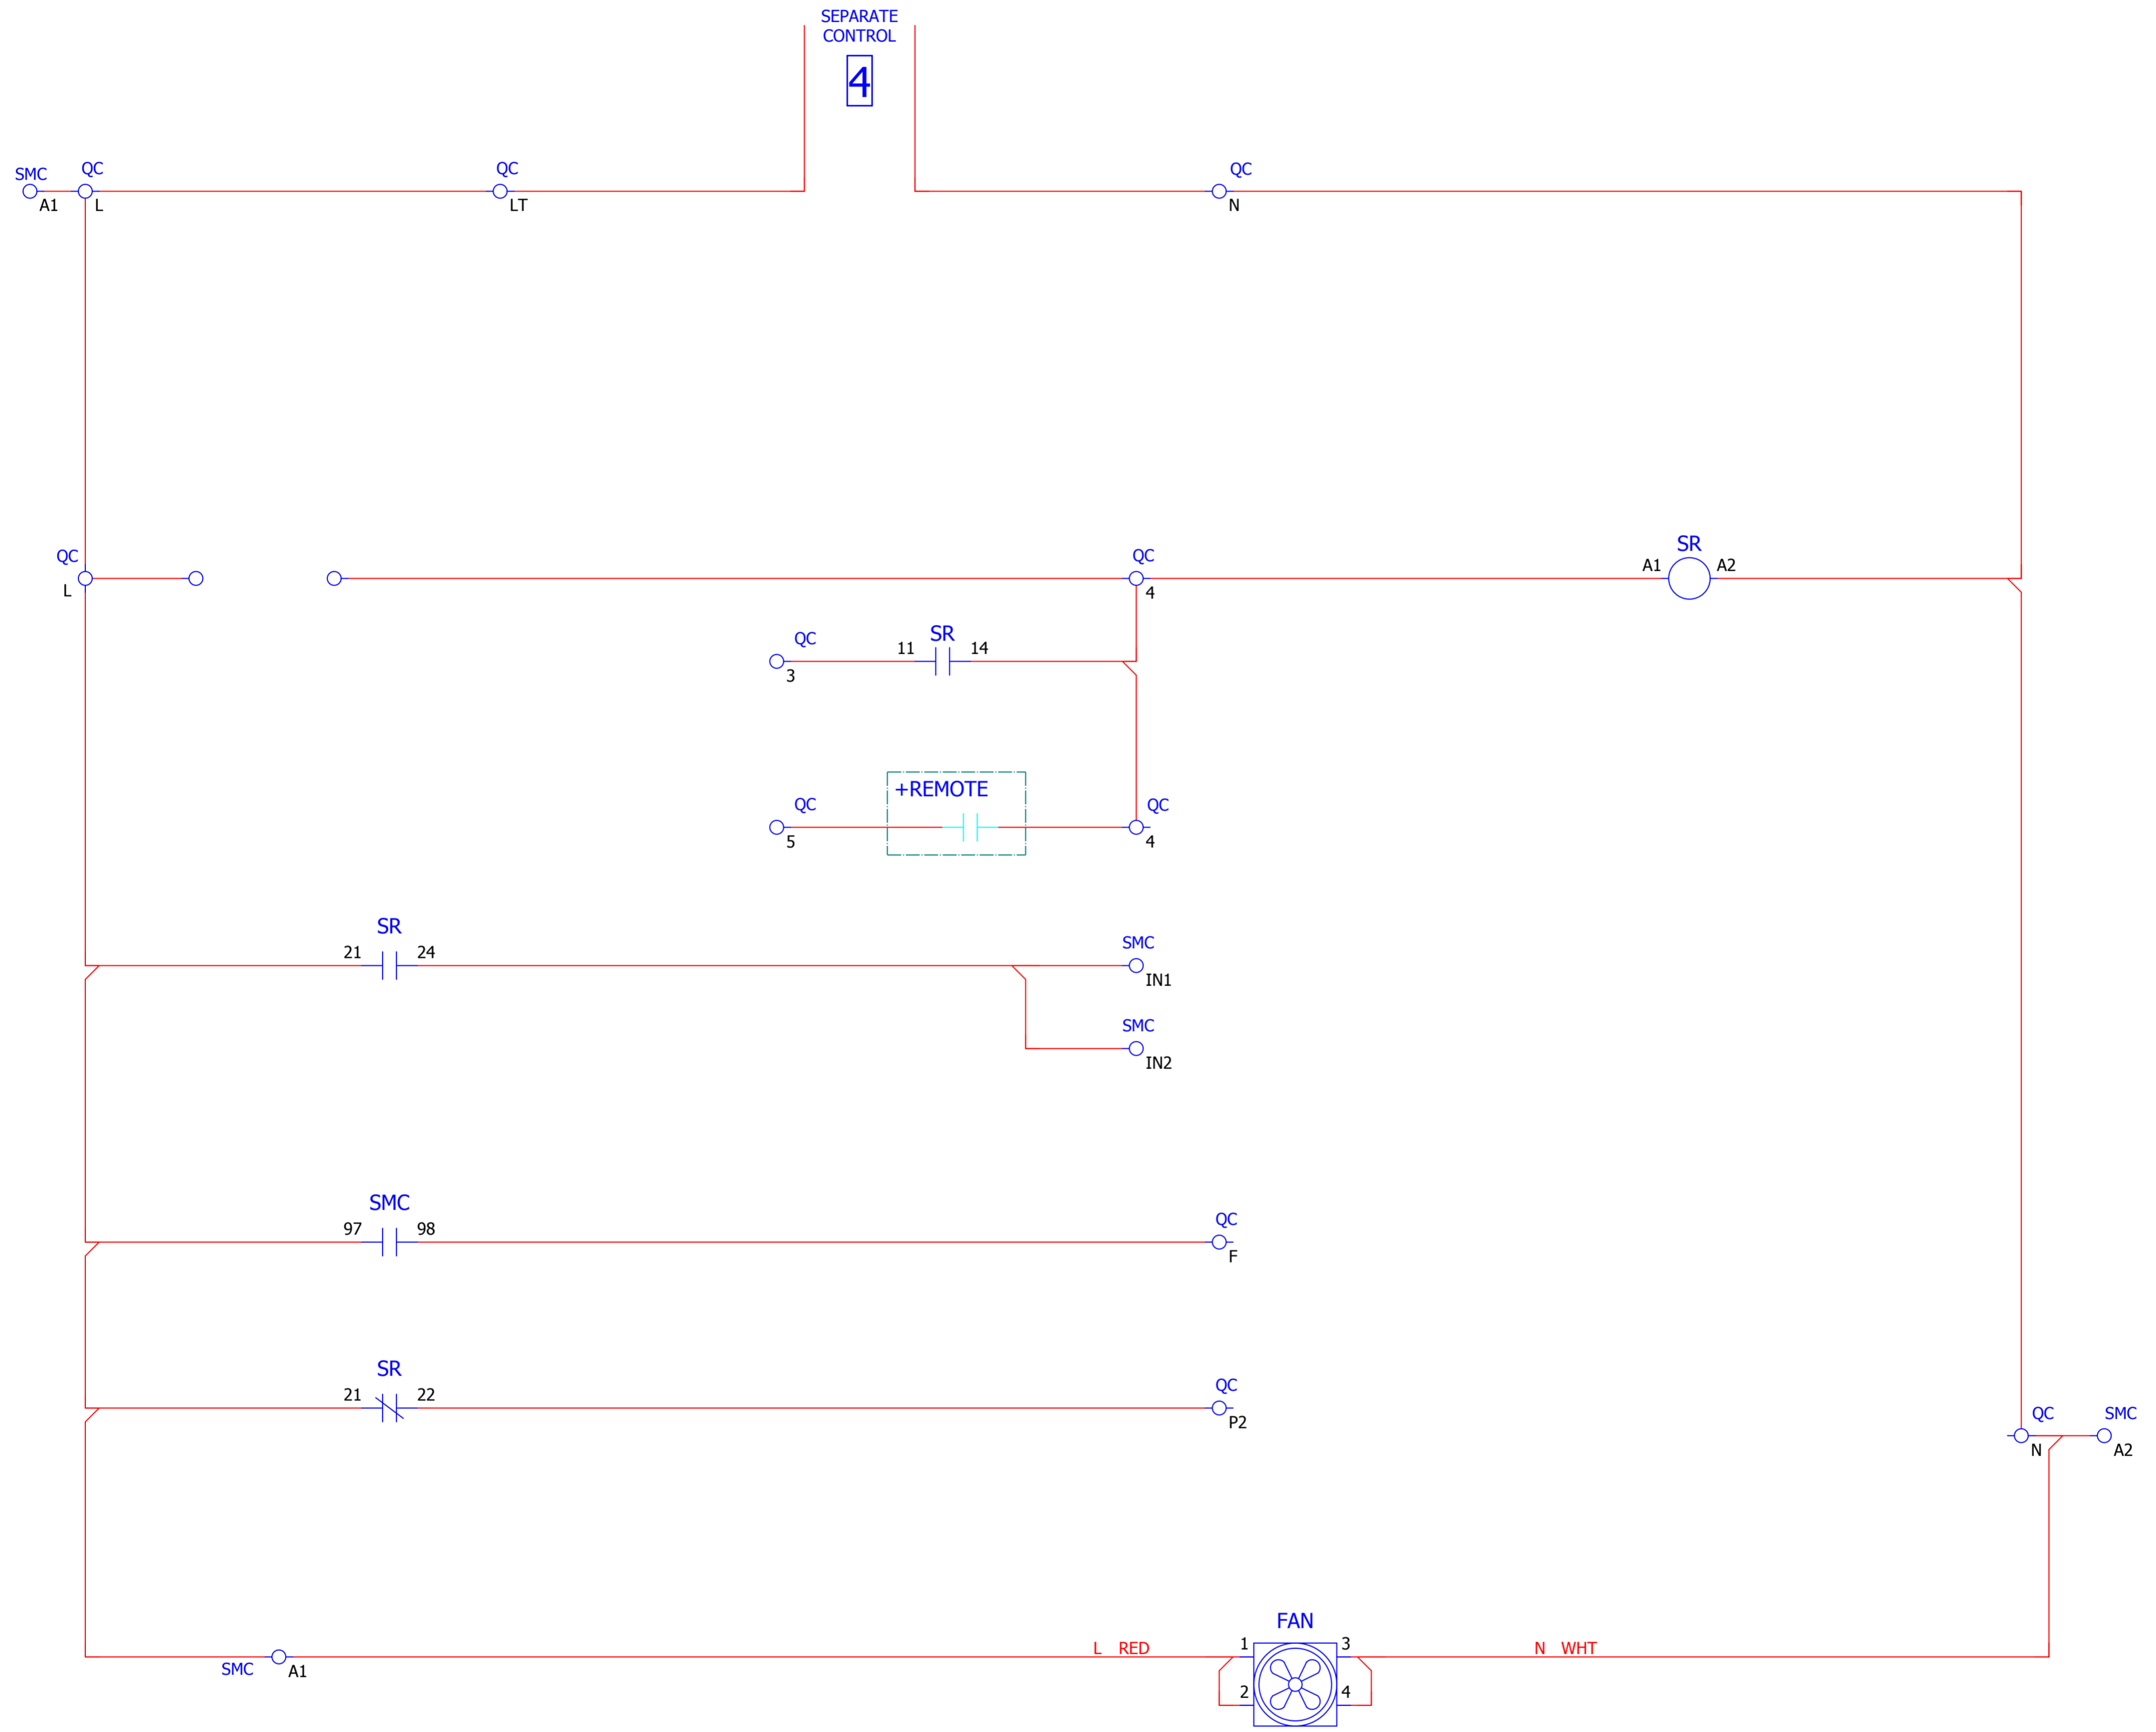 SEPARATE
CONTROL
4
SMC
QC
QC
QC
A1
L
LT
N
QC
QC
SR
A1
A2
L
4
QC
11
SR
14
3
+REMOTE
QC
QC
5
4
SR
21
24
SMC
IN1
SMC
IN2
SMC
97
98
QC
F
SR
21
22
QC
P2
QC
SMC
N
A2
FAN
L RED
1
3
N WHT
SMC
A1
2
4